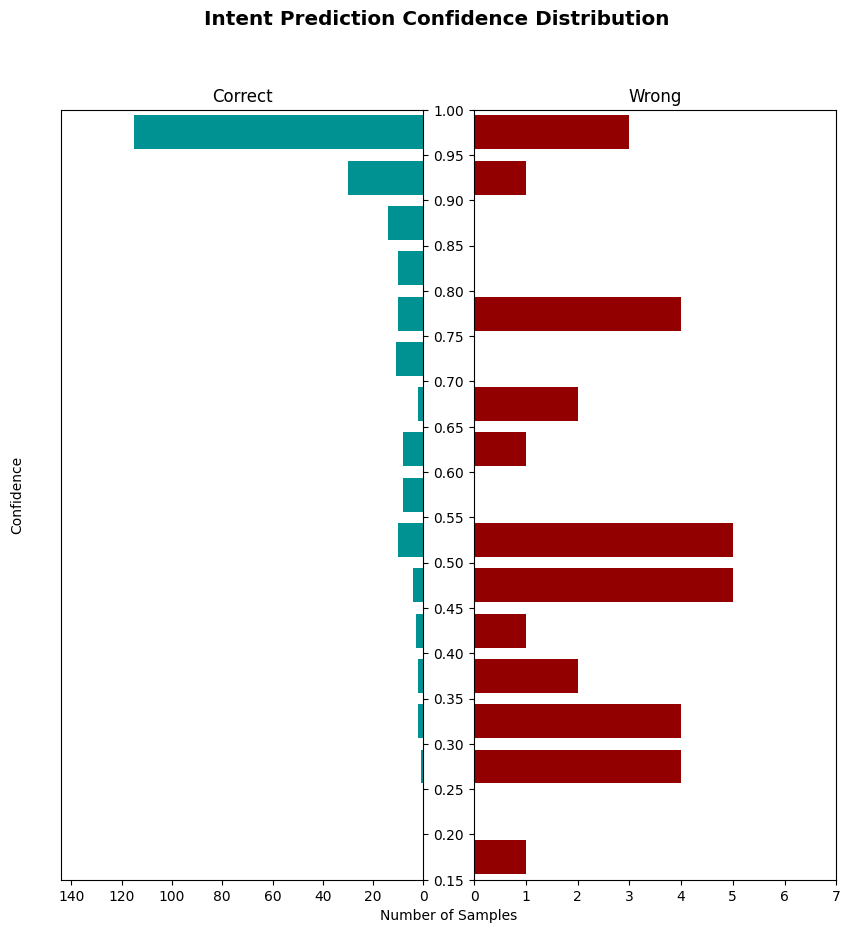 Intent Prediction Confidence Distribution
Correct
Wrong
1.00
0.95
0.90
0.85
0.80
0.75
0.70
0.65
0.60
0.55
0.50
0.45
0.40
0.35
0.30
0.25
0.20
0.15
Confidence
140 120 100 80 60 40 20 0
0 1 2 3 4 5 6 7
Number of Samples